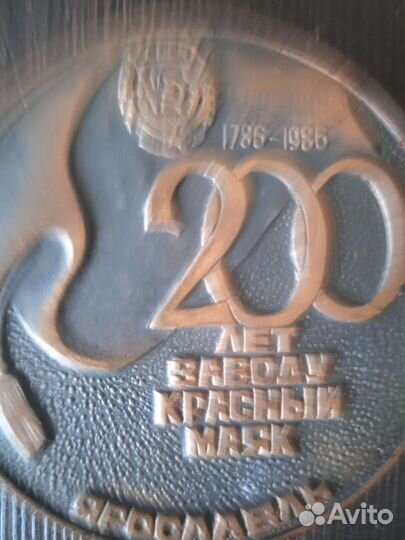 1786-1986
200
ЛЕТ
ЗАВОДУ
КРАСНЫЙ
МАЯК
ЯРОСЛАВЛЬ
Avito